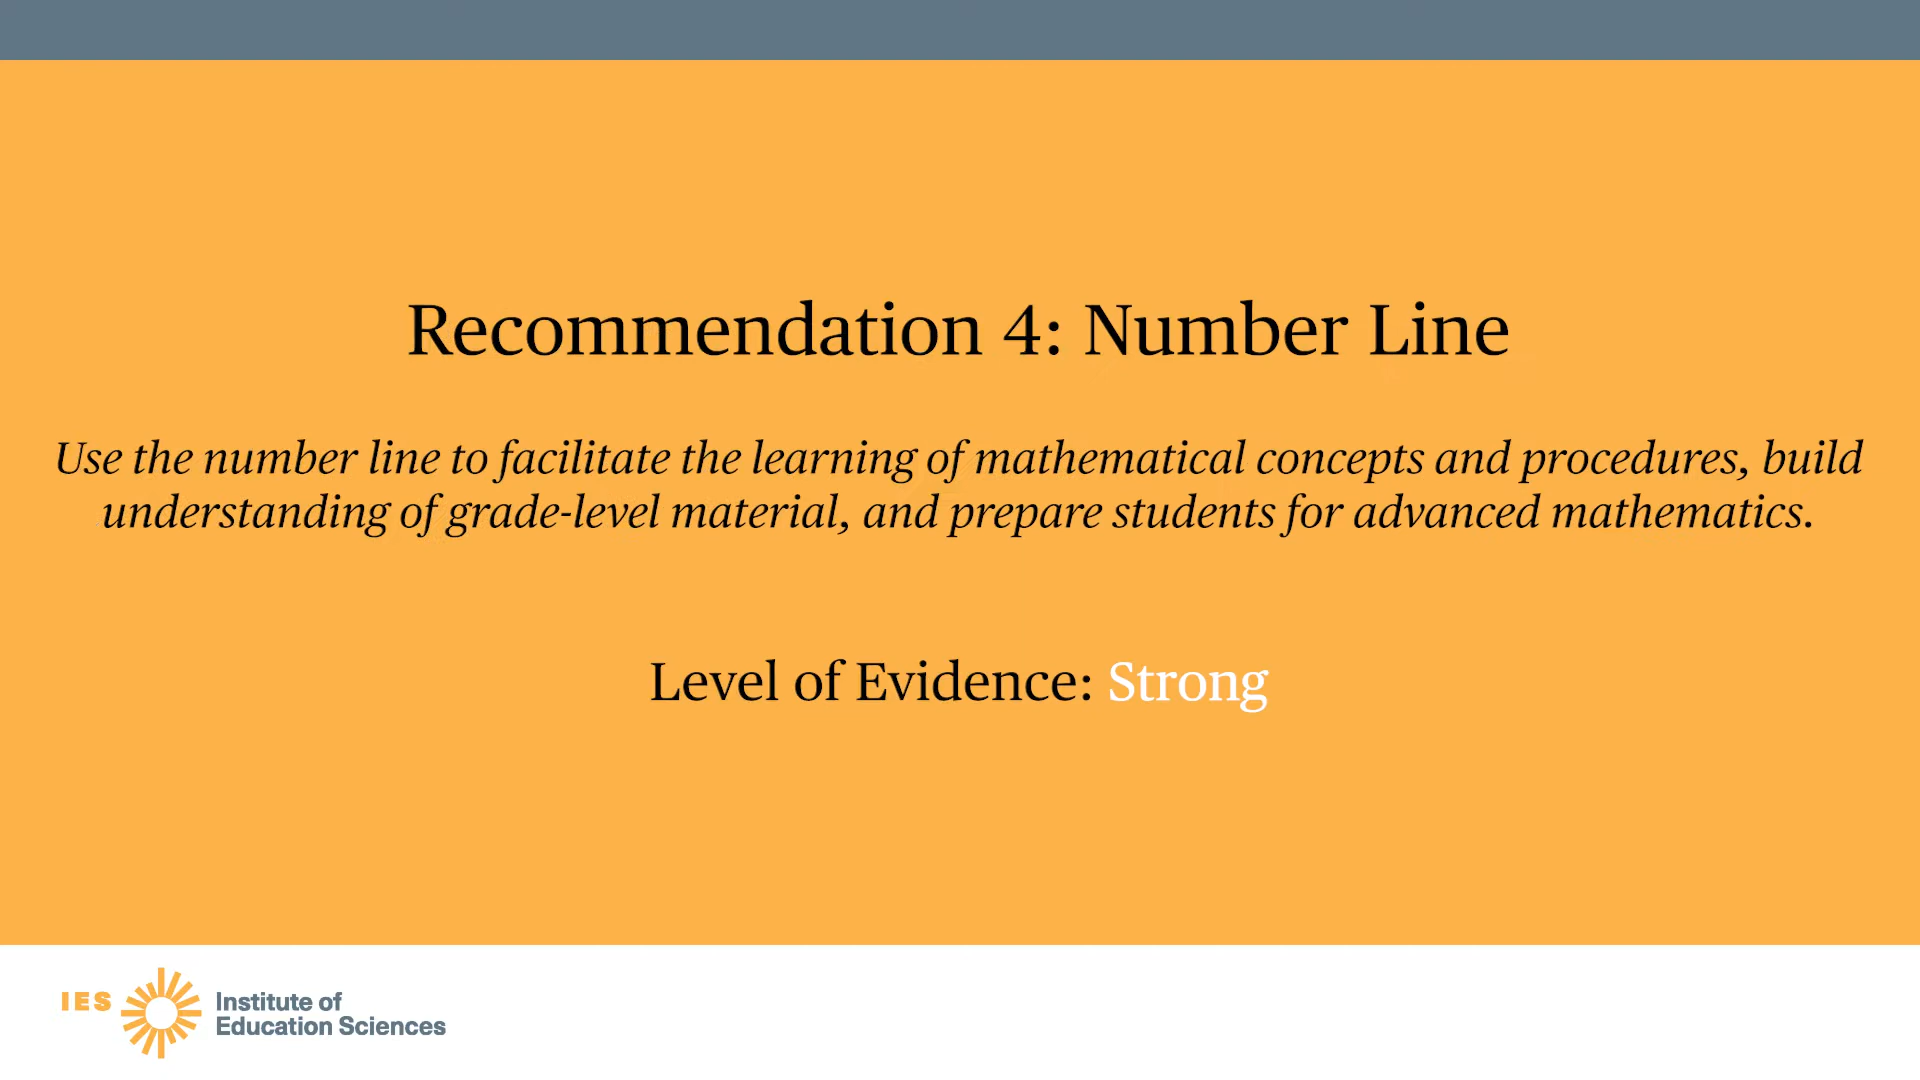 Recommendation 4: Number Line
Use the number line to facilitate the learning of mathematical concepts and procedures, build
understanding of grade-level material, and prepare students for advanced mathematics.
Level of Evidence: Strong
IES
Institute of
Education Sciences